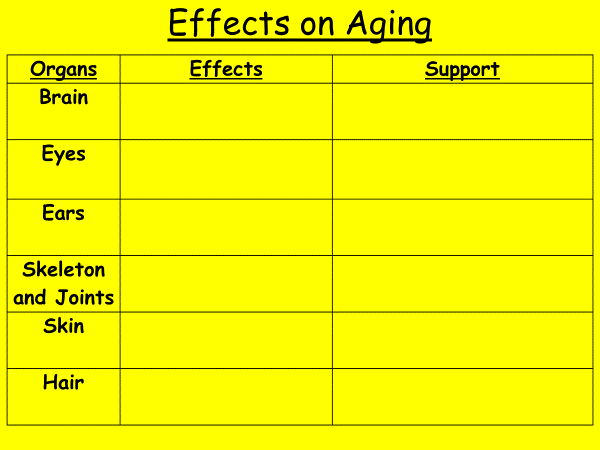 Effects on Aging
Organs Effects Support
Brain
Eyes
Ears
Skeleton
and Joints
Skin
Hair